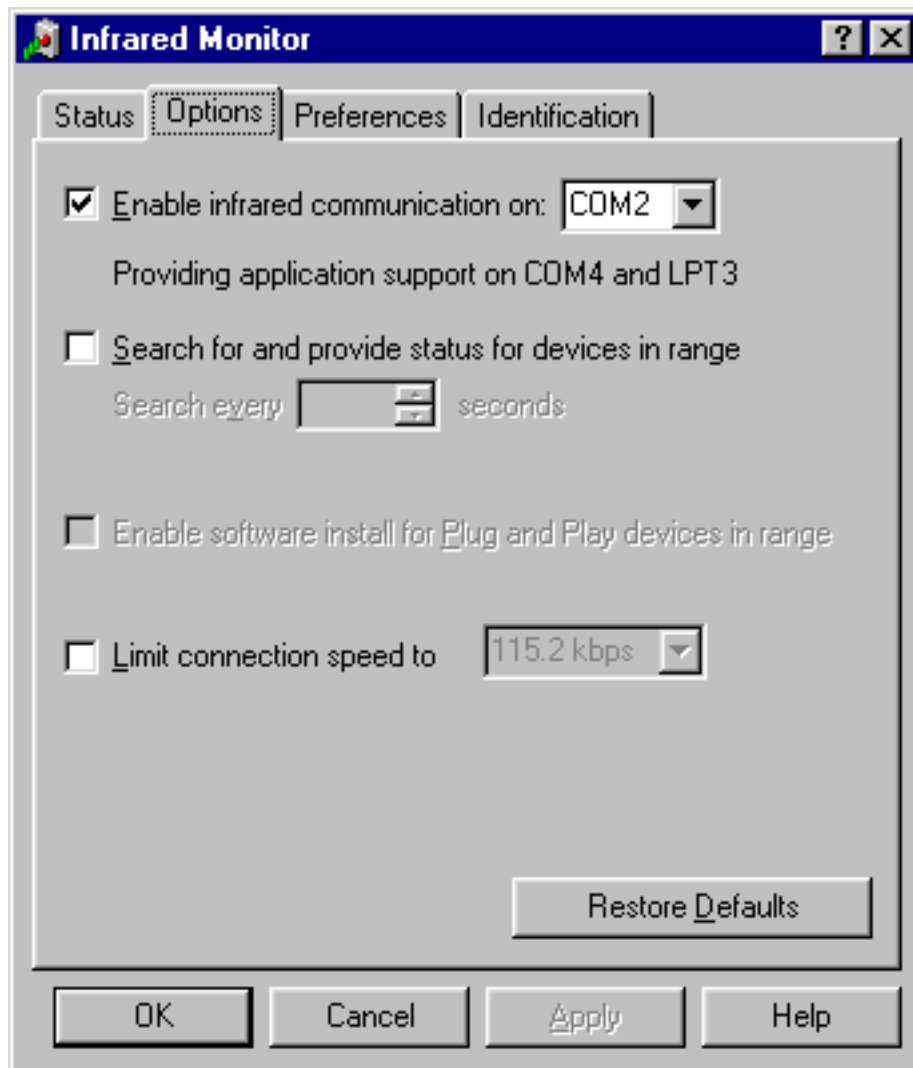 Infrared Monitor
Status Options Preferences Identification
Enable infrared communication on: COM2
Providing application support on COM4 and LPT3
Search for and provide status for devices in range
Search every seconds
Enable software install for Plug and Play devices in range
Limit connection speed to 115.2 kbps
Restore Defaults
OK Cancel Apply Help